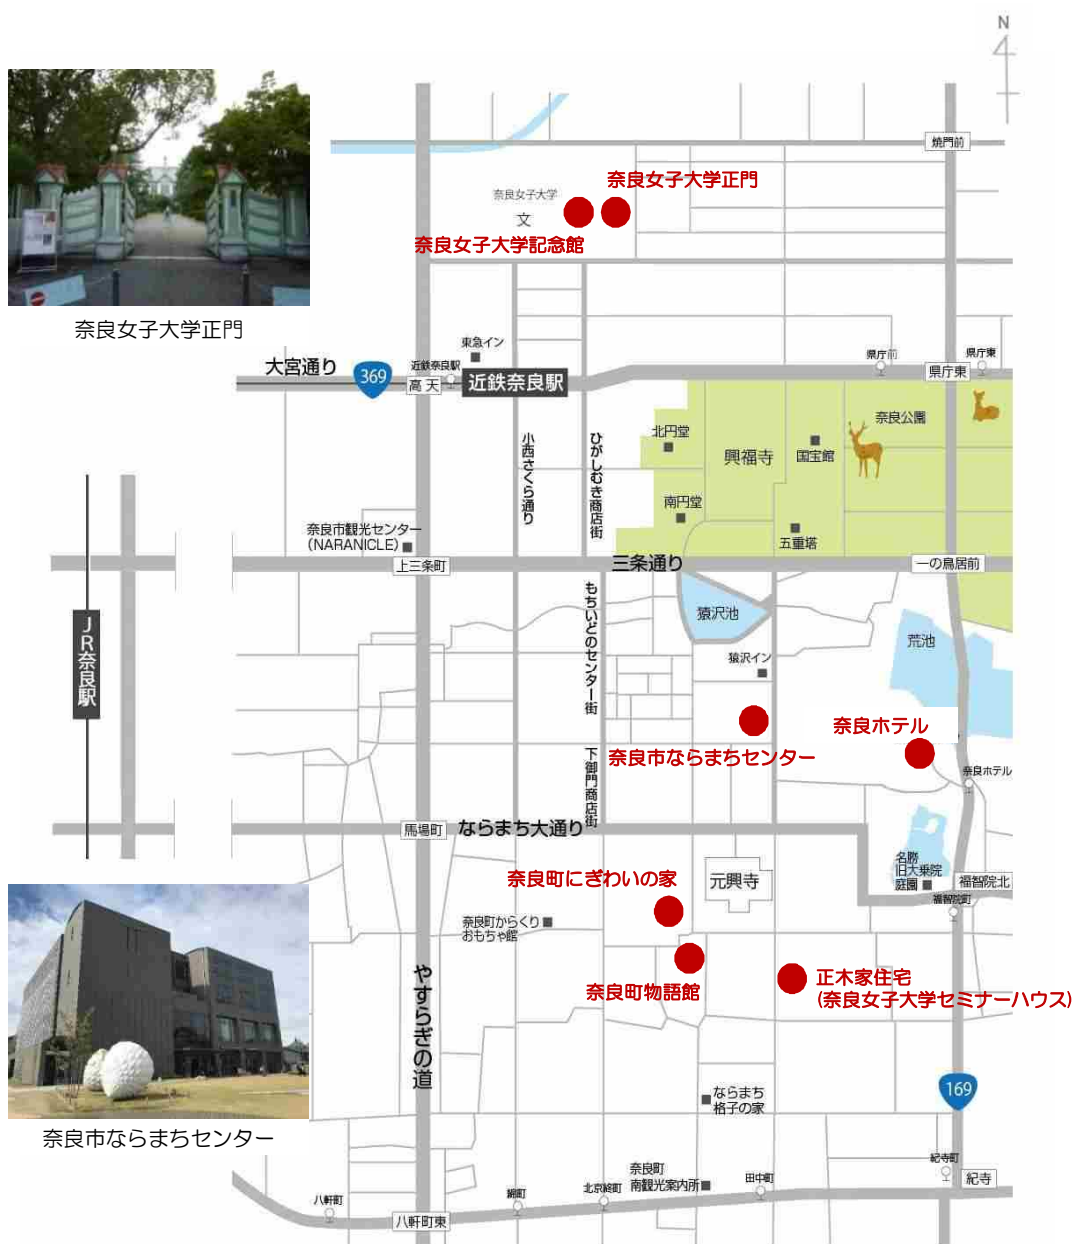 N
焼門前
奈良女子大学正門
奈良女子大学
文
奈良女子大学記念館
奈良女子大学正門
東急イン
大宮通り
369
近鉄奈良駅
高天
近鉄奈良駅
県庁前
県庁東
県庁東
奈良公園
北円堂
興福寺
国宝館
小西さくら通り
ひがしむき商店街
南円堂
五重塔
奈良市観光センター
(NARANICLE)
上三条町
三条通り
一の鳥居前
JR奈良駅
もちいどのセンター街
猿沢池
荒池
猿沢イン
奈良ホテル
奈良市ならまちセンター
下御門商店街
奈良ホテル
馬場町
ならまち大通り
名勝
旧大乗院
庭園
福智院北
福智院町
奈良町にぎわいの家
元興寺
奈良町からくり
おもちゃ館
やすらぎの道
奈良町物語館
正木家住宅
(奈良女子大学セミナーハウス)
169
ならまち
格子の家
奈良市ならまちセンター
紀寺町
紀寺
奈良町
南観光案内所
田中町
北京終町
綿町
八軒町
八軒町東